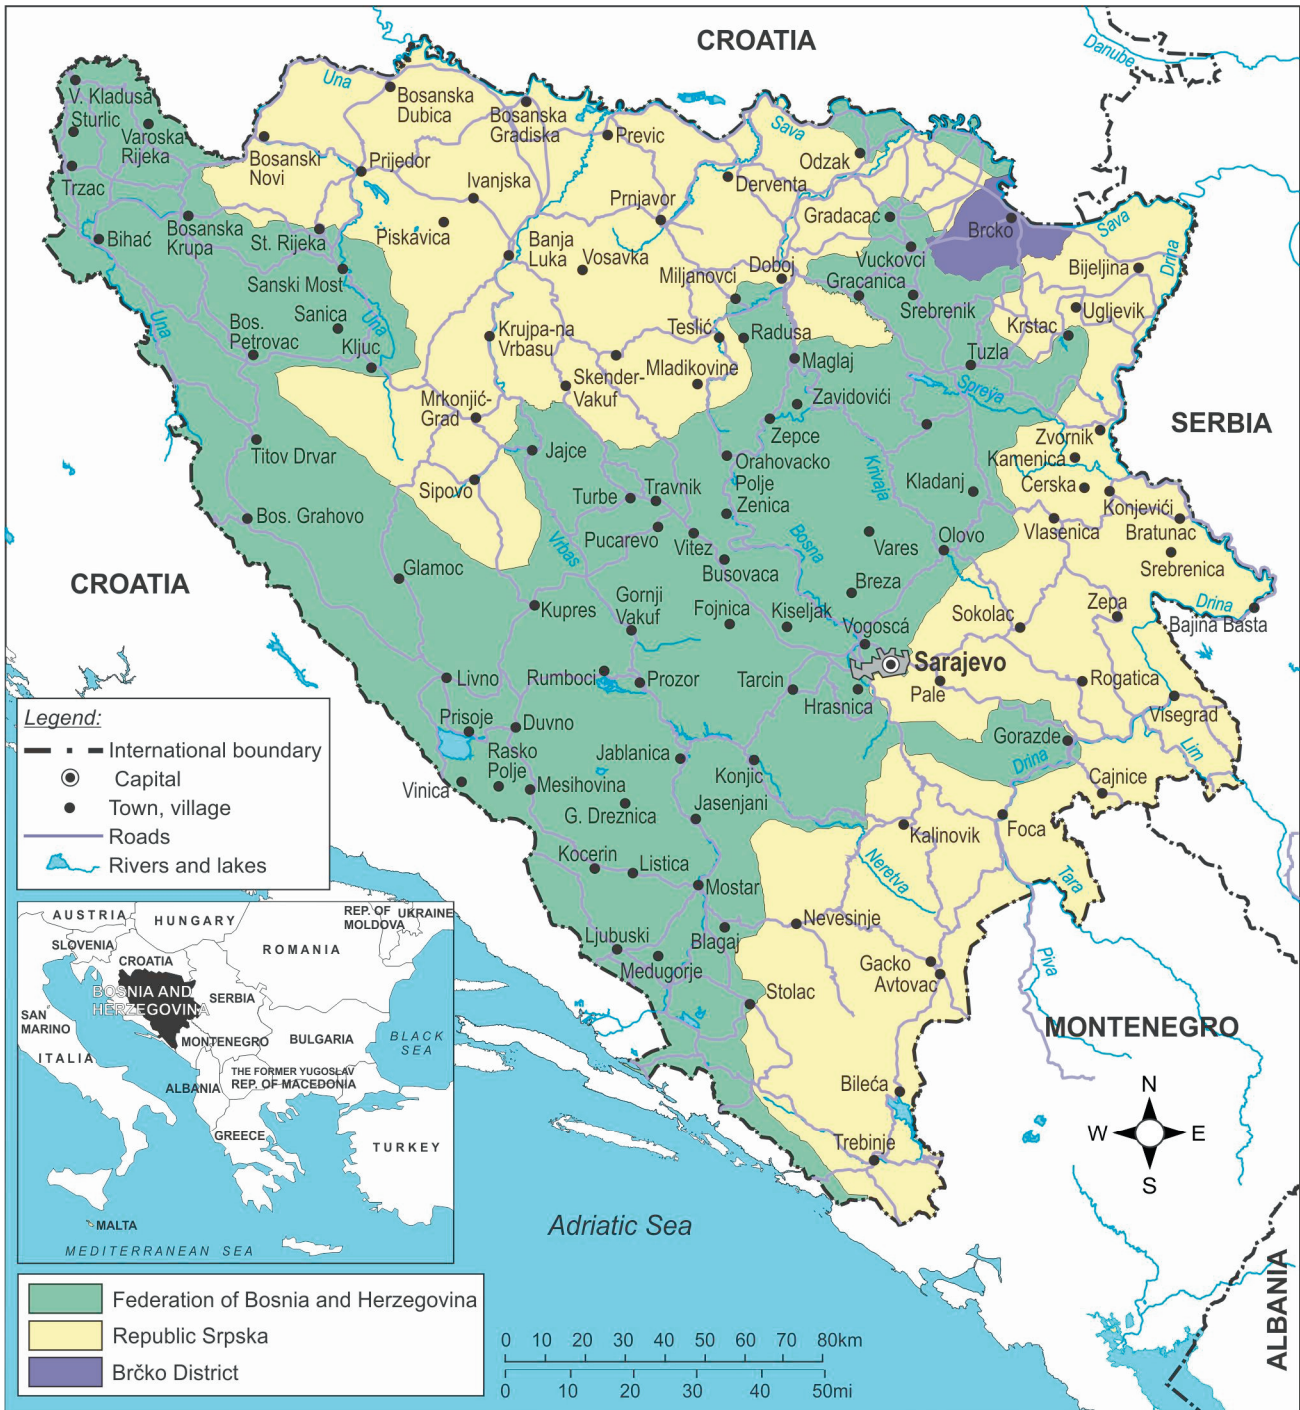 CROATIA
Danube
V. Kladusa
Sturlic
Varoska
Rijeka
Trzac
Una
Bosanska
Dubica
Bosanska
Gradiska
Previc
Sava
Odzak
Bosanski
Novi
Prijedor
Ivanjska
Derventa
Prnjavor
Gradacac
Brcko
Sava
Drina
Bihać
Bosanska
Krupa
St. Rijeka
Piskavica
Banja
Luka
Vosavka
Miljanovci
Doboj
Vuckovci
Gracanica
Bijeljina
Sanski Most
Sanica
Una
Una
Bos.
Petrovac
Kljuc
Krujpa-na
Vrbasu
Teslić
Radusa
Srebrenik
Ugljevik
Krstac
Tuzla
Mladikovine
Maglaj
Skender-
Vakuf
Mrkonjić-
Grad
Zavidovići
Spreya
Zepce
SERBIA
Titov Drvar
Jajce
Orahovacko
Polje
Krivaja
Zvornik
Kamenica
Sipovo
Turbe
Travnik
Zenica
Kladanj
Cerska
Konjevići
Bos. Grahovo
Pucarevo
Vitez
Bosna
Vares
Olovo
Vlasenica
Bratunac
Srebrenica
CROATIA
Glamoc
Vrbas
Busovaca
Breza
Kupres
Gornji
Vakuf
Fojnica
Kiseljak
Vogoscá
Sokolac
Zepa
Drina
Bajina Basta
Sarajevo
Livno
Rumboci
Prozor
Tarcin
Hrasnica
Pale
Rogatica
Visegrad
Legend:
International boundary
Capital
Town, village
Roads
Rivers and lakes
Prisoje
Duvno
Rasko
Polje
Jablanica
Konjic
Gorazde
Drina
Lim
Vinica
Mesihovina
G. Dreznica
Jasenjani
Cajnice
Kalinovik
Foca
Kocerin
Listica
Neretva
Tara
Mostar
Nevesinje
Ljubuski
Blagaj
Medugorje
Gacko
Avtovac
Piva
Stolac
MONTENEGRO
Bileća
Trebinje
N
W
E
S
AUSTRIA
HUNGARY
REP. OF
MOLDOVA
UKRAINE
SLOVENIA
ROMANIA
CROATIA
BOSNIA AND
HERZEGOVINA
SERBIA
SAN
MARINO
ITALIA
MONTENEGRO
BULGARIA
BLACK
SEA
ALBANIA
THE FORMER YUGOSLAV
REP. OF MACEDONIA
GREECE
TURKEY
MALTA
MEDITERRANEAN SEA
Adriatic Sea
ALBANIA
Federation of Bosnia and Herzegovina
Republic Srpska
Brčko District
0 10 20 30 40 50 60 70 80km
0 10 20 30 40 50mi